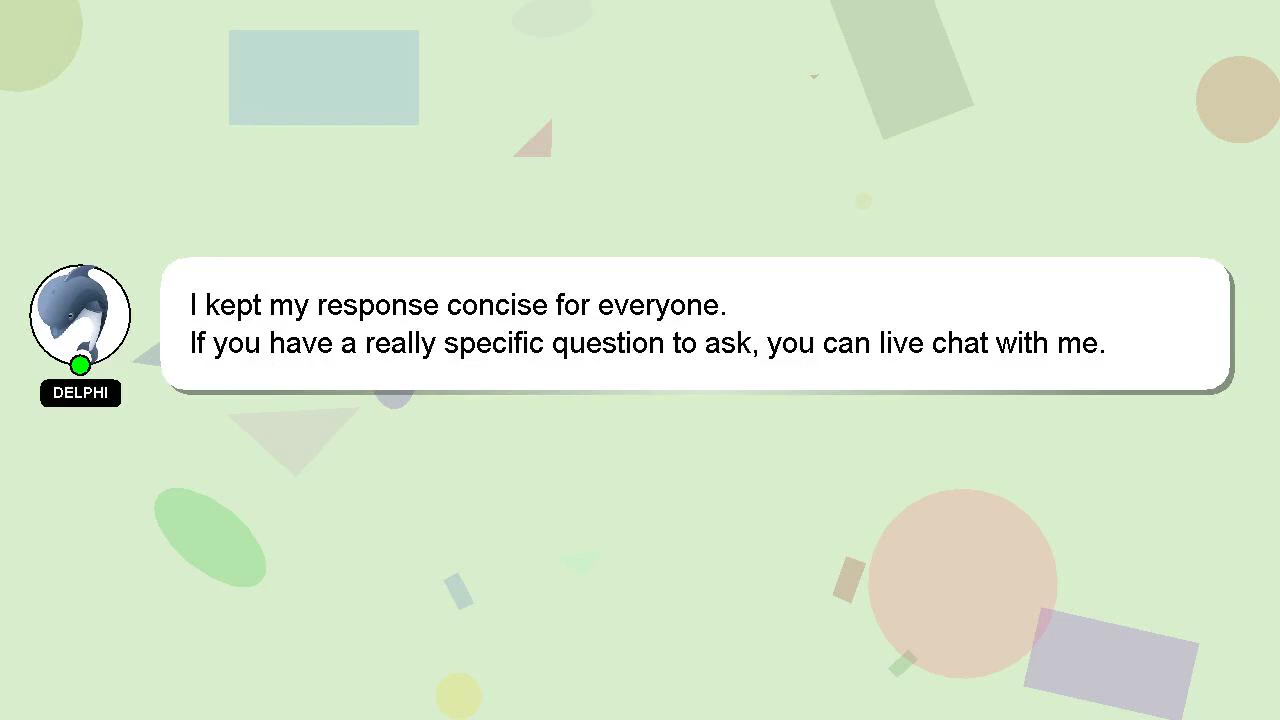 I kept my response concise for everyone.
If you have a really specific question to ask, you can live chat with me.
DELPHI